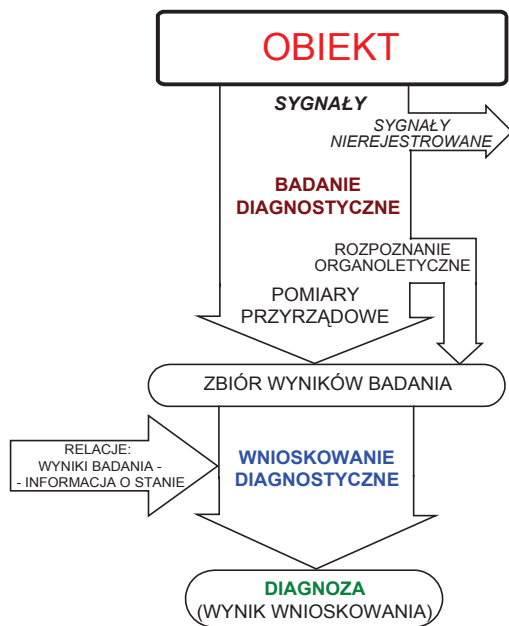 OBIEKT
SYGNAŁY
SYGNAŁY
NIEREJESTROWANE
BADANIE
DIAGNOSTYCZNE
ROZPOZNANIE
ORGANOLETYCZNE
POMIARY
PRZYRZĄDOWE
ZBIÓR WYNIKÓW BADANIA
RELACJE:
WYNIKI BADANIA -
- INFORMACJA O STANIE
WNIOSKOWANIE
DIAGNOSTYCZNE
DIAGNOZA
(WYNIK WNIOSKOWANIA)